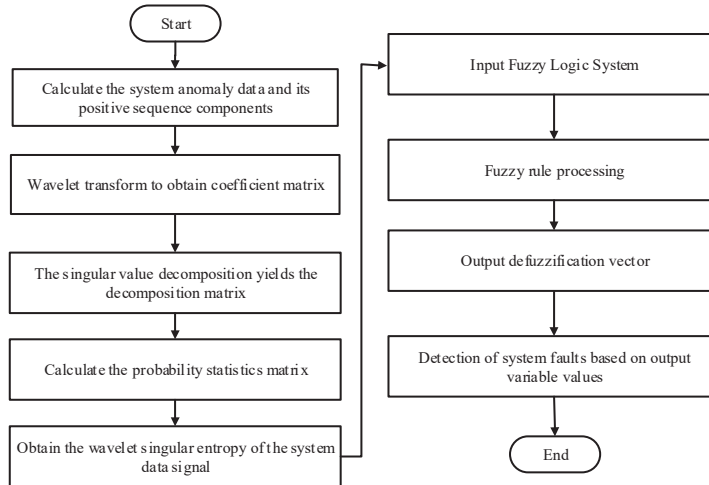 Start
Calculate the system anomaly data and its
positive sequence components
Wavelet transform to obtain coefficient matrix
The singular value decomposition yields the
decomposition matrix
Calculate the probability statistics matrix
Obtain the wavelet singular entropy of the system
data signal
Input Fuzzy Logic System
Fuzzy rule processing
Output defuzzification vector
Detection of system faults based on output
variable values
End